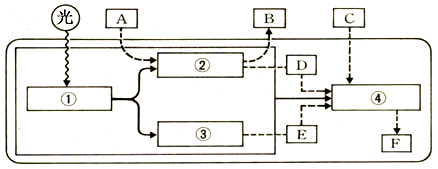 光 A B C
② D
① ④
③ E F